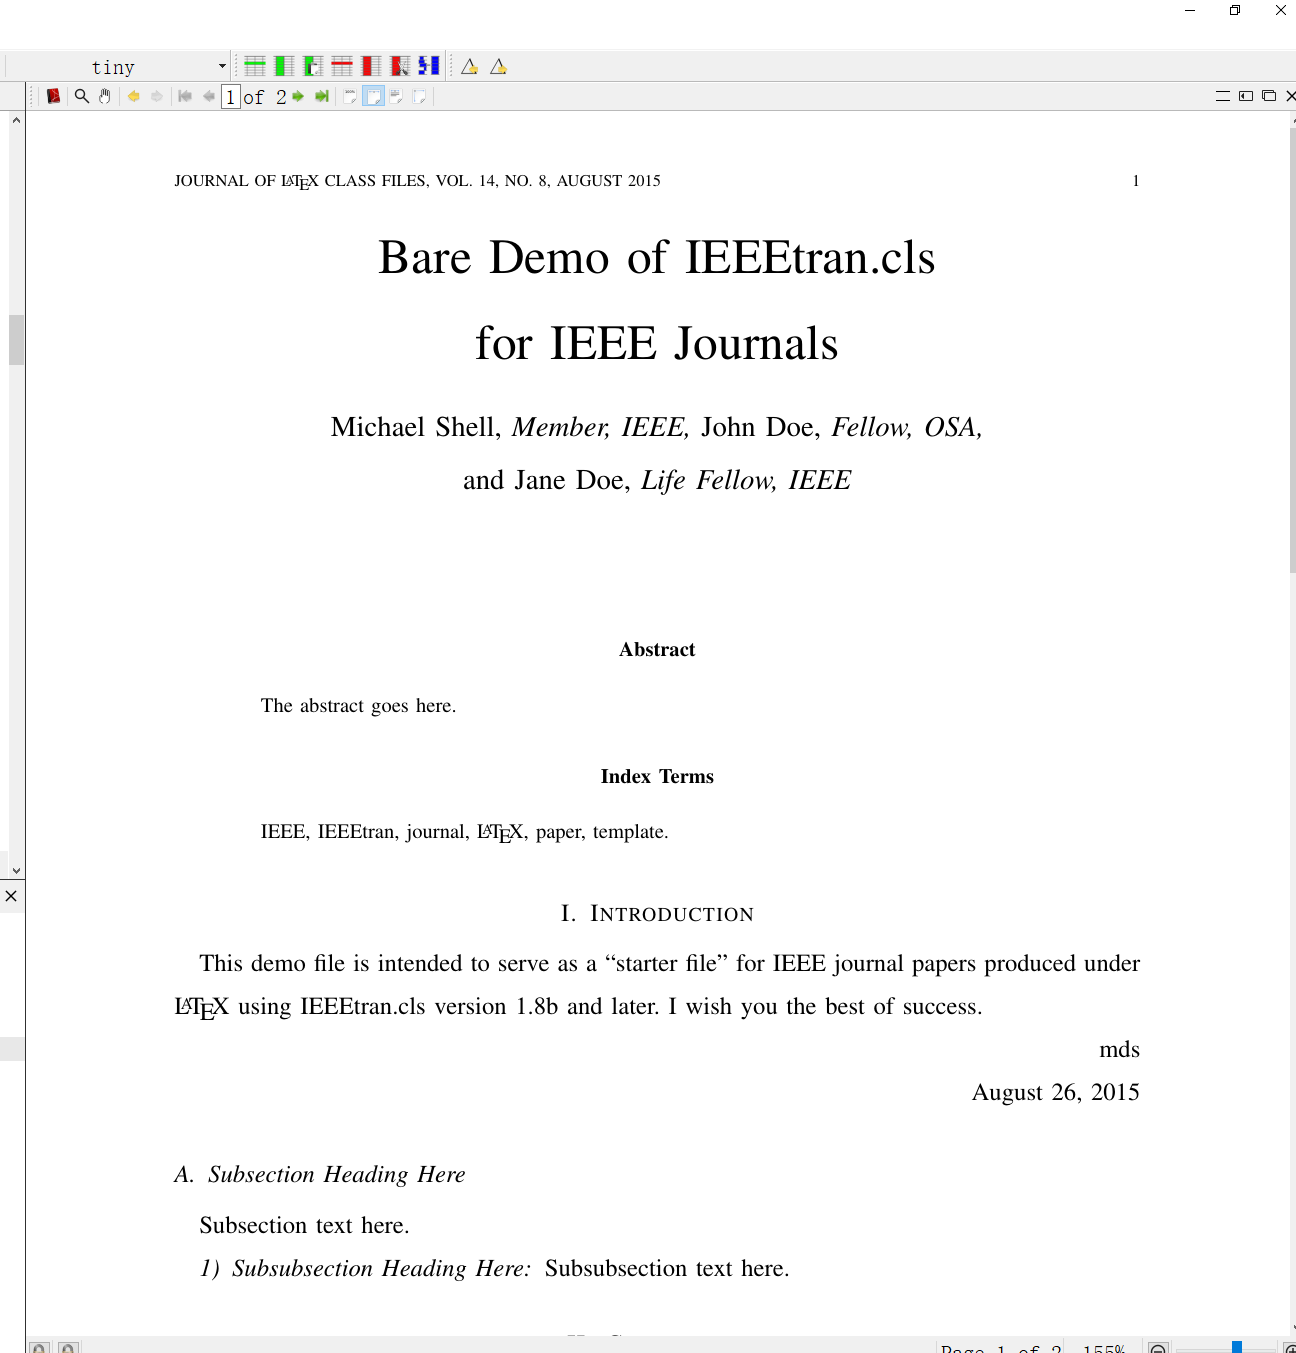 tiny
1 of 2
JOURNAL OF LATEX CLASS FILES, VOL. 14, NO. 8, AUGUST 2015 1
Bare Demo of IEEEtran.cls
for IEEE Journals
Michael Shell, Member, IEEE, John Doe, Fellow, OSA,
and Jane Doe, Life Fellow, IEEE
Abstract
The abstract goes here.
Index Terms
IEEE, IEEEtran, journal, LATEX, paper, template.
I. INTRODUCTION
This demo file is intended to serve as a “starter file” for IEEE journal papers produced under
LATEX using IEEEtran.cls version 1.8b and later. I wish you the best of success.
mds
August 26, 2015
A. Subsection Heading Here
Subsection text here.
1) Subsubsection Heading Here: Subsubsection text here.
Page 1 of 2 155%